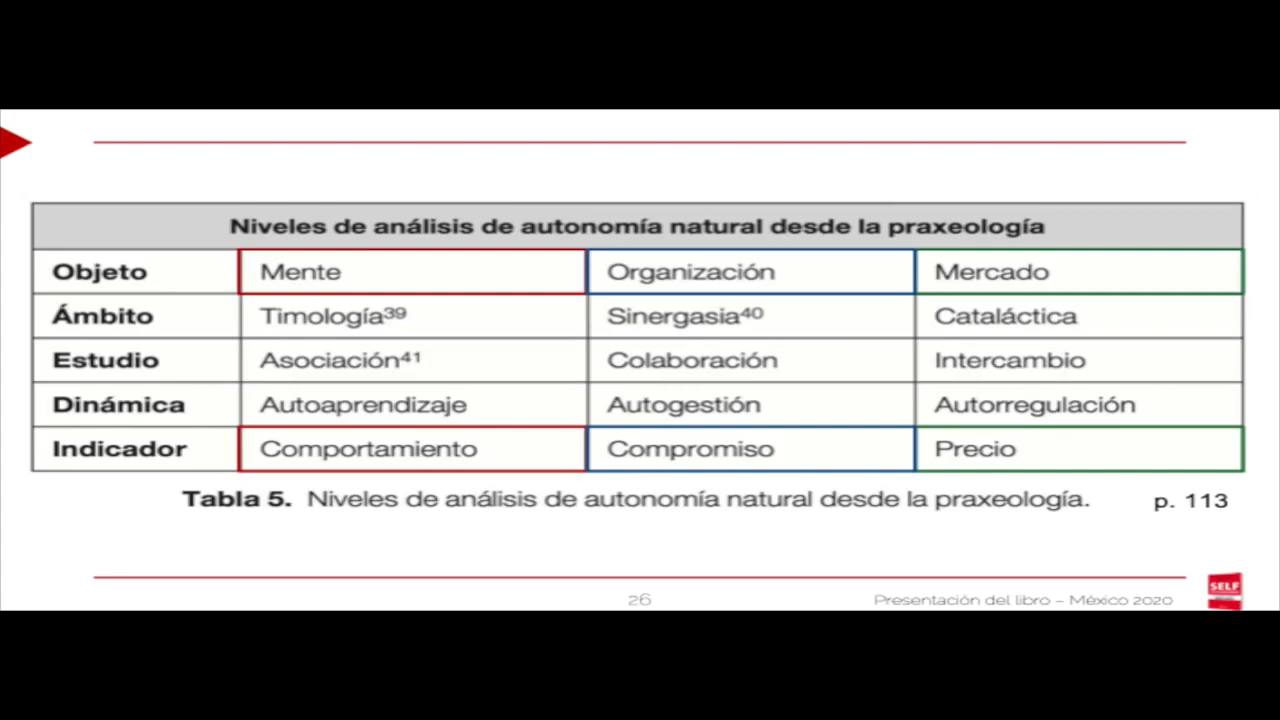 Niveles de análisis de autonomía natural desde la praxeología
Objeto Mente Organización Mercado
Ámbito Timología³⁹ Sinergasia⁴⁰ Cataláctica
Estudio Asociación⁴¹ Colaboración Intercambio
Dinámica Autoaprendizaje Autogestión Autorregulación
Indicador Comportamiento Compromiso Precio
Tabla 5. Niveles de análisis de autonomía natural desde la praxeología. p. 113
26 Presentación del libro – México 2020
SELF